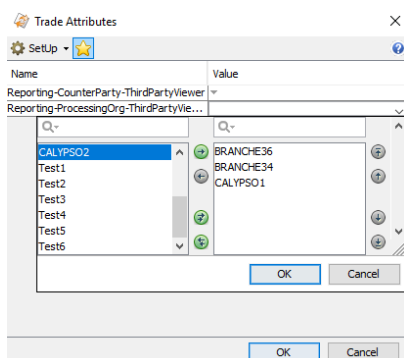 Trade Attributes
SetUp
Name Value
Reporting-CounterParty-ThirdPartyViewer
Reporting-ProcessingOrg-ThirdPartyVie...
CALYPSO2 BRANCHE36
Test1 BRANCHE34
Test2 CALYPSO1
Test3
Test4
Test5
Test6
OK Cancel
OK Cancel